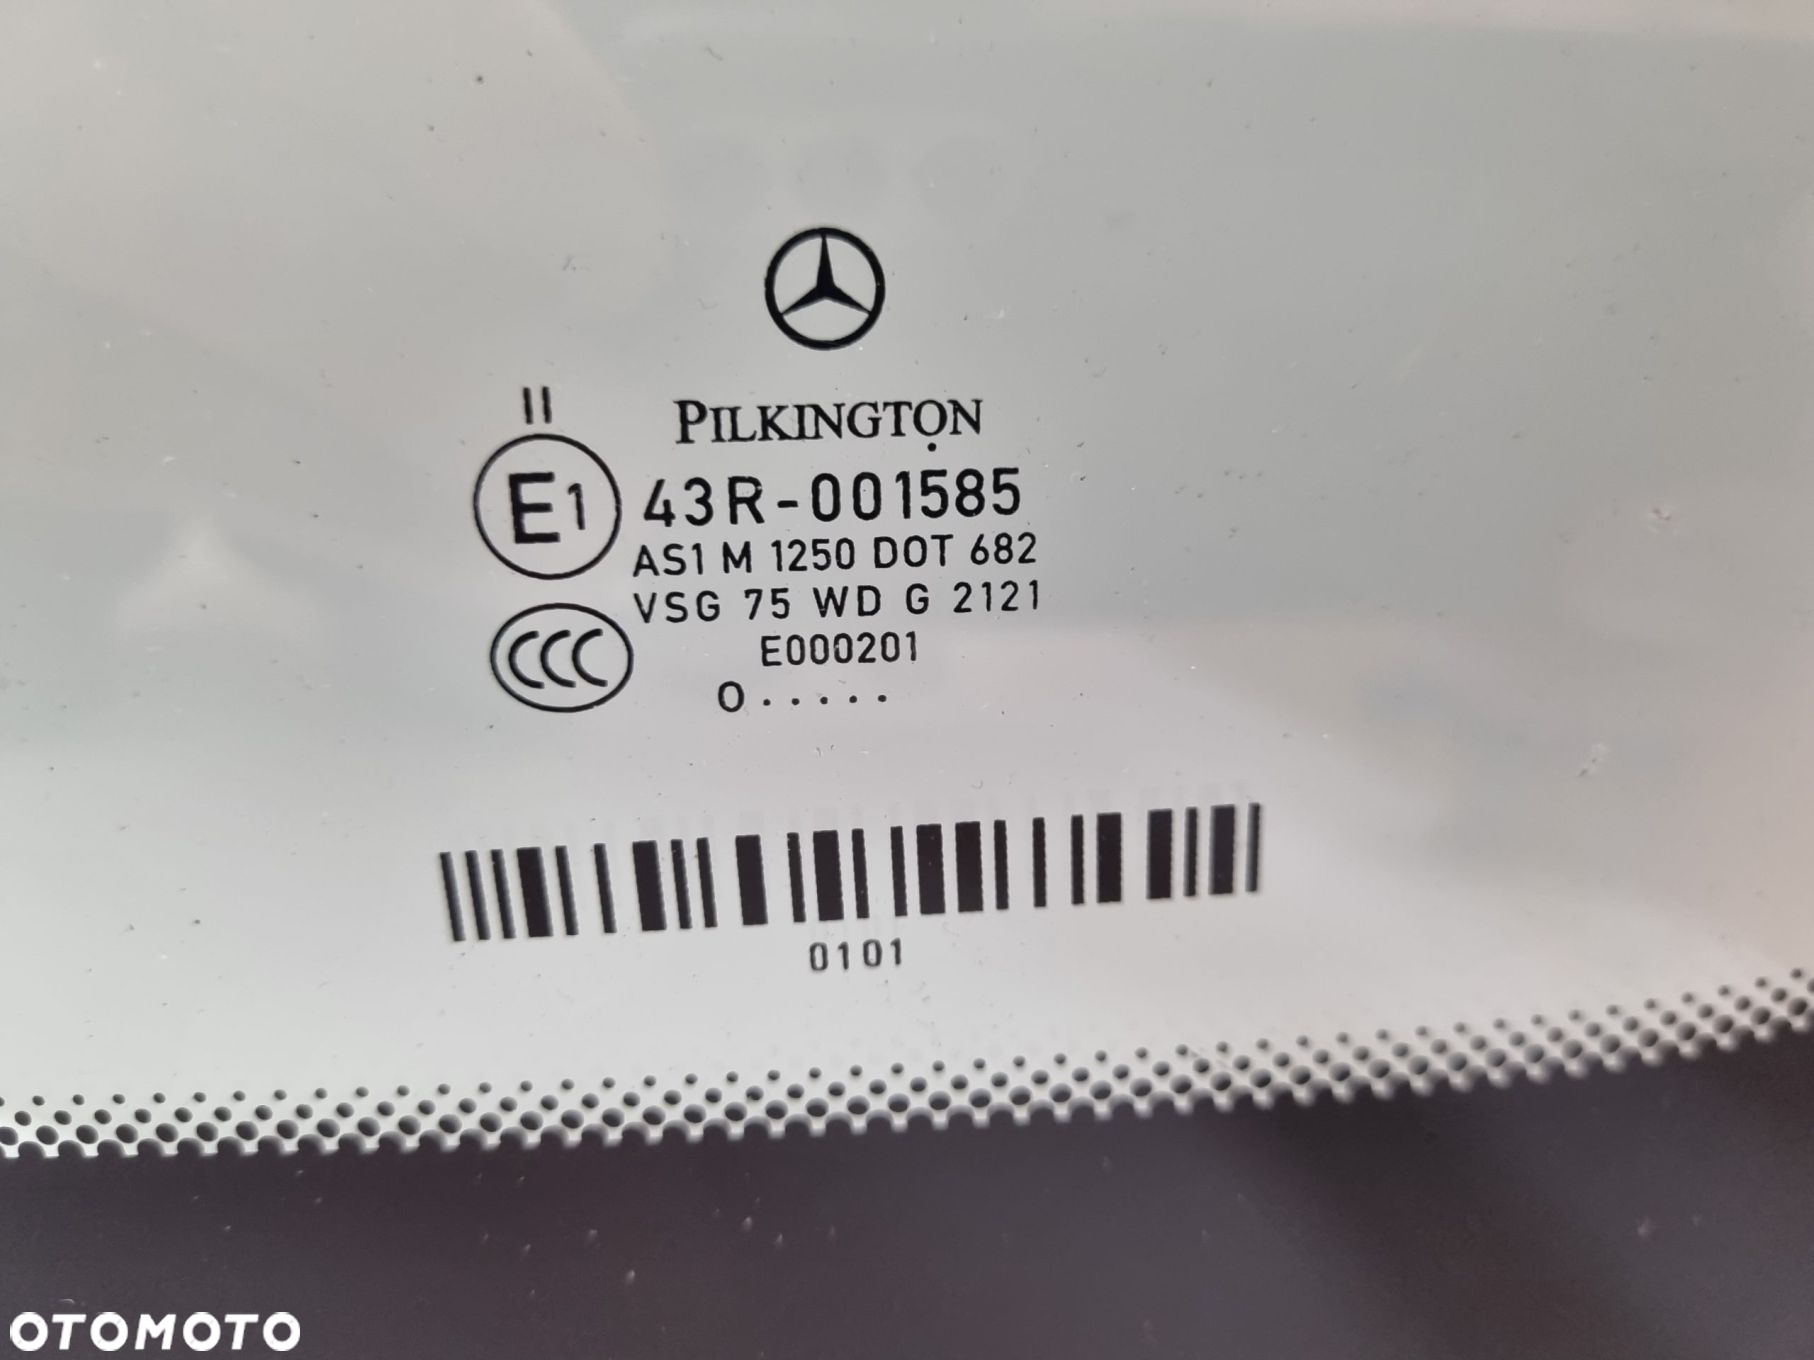 II
PILKINGTON
E1 43R-001585
AS1 M 1250 DOT 682
VSG 75 WD G 2121
CCC
E000201
O.....
0101
OTOMOTO